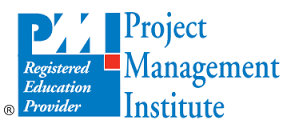 PMI
Registered
Education
Provider
®
Project
Management
Institute